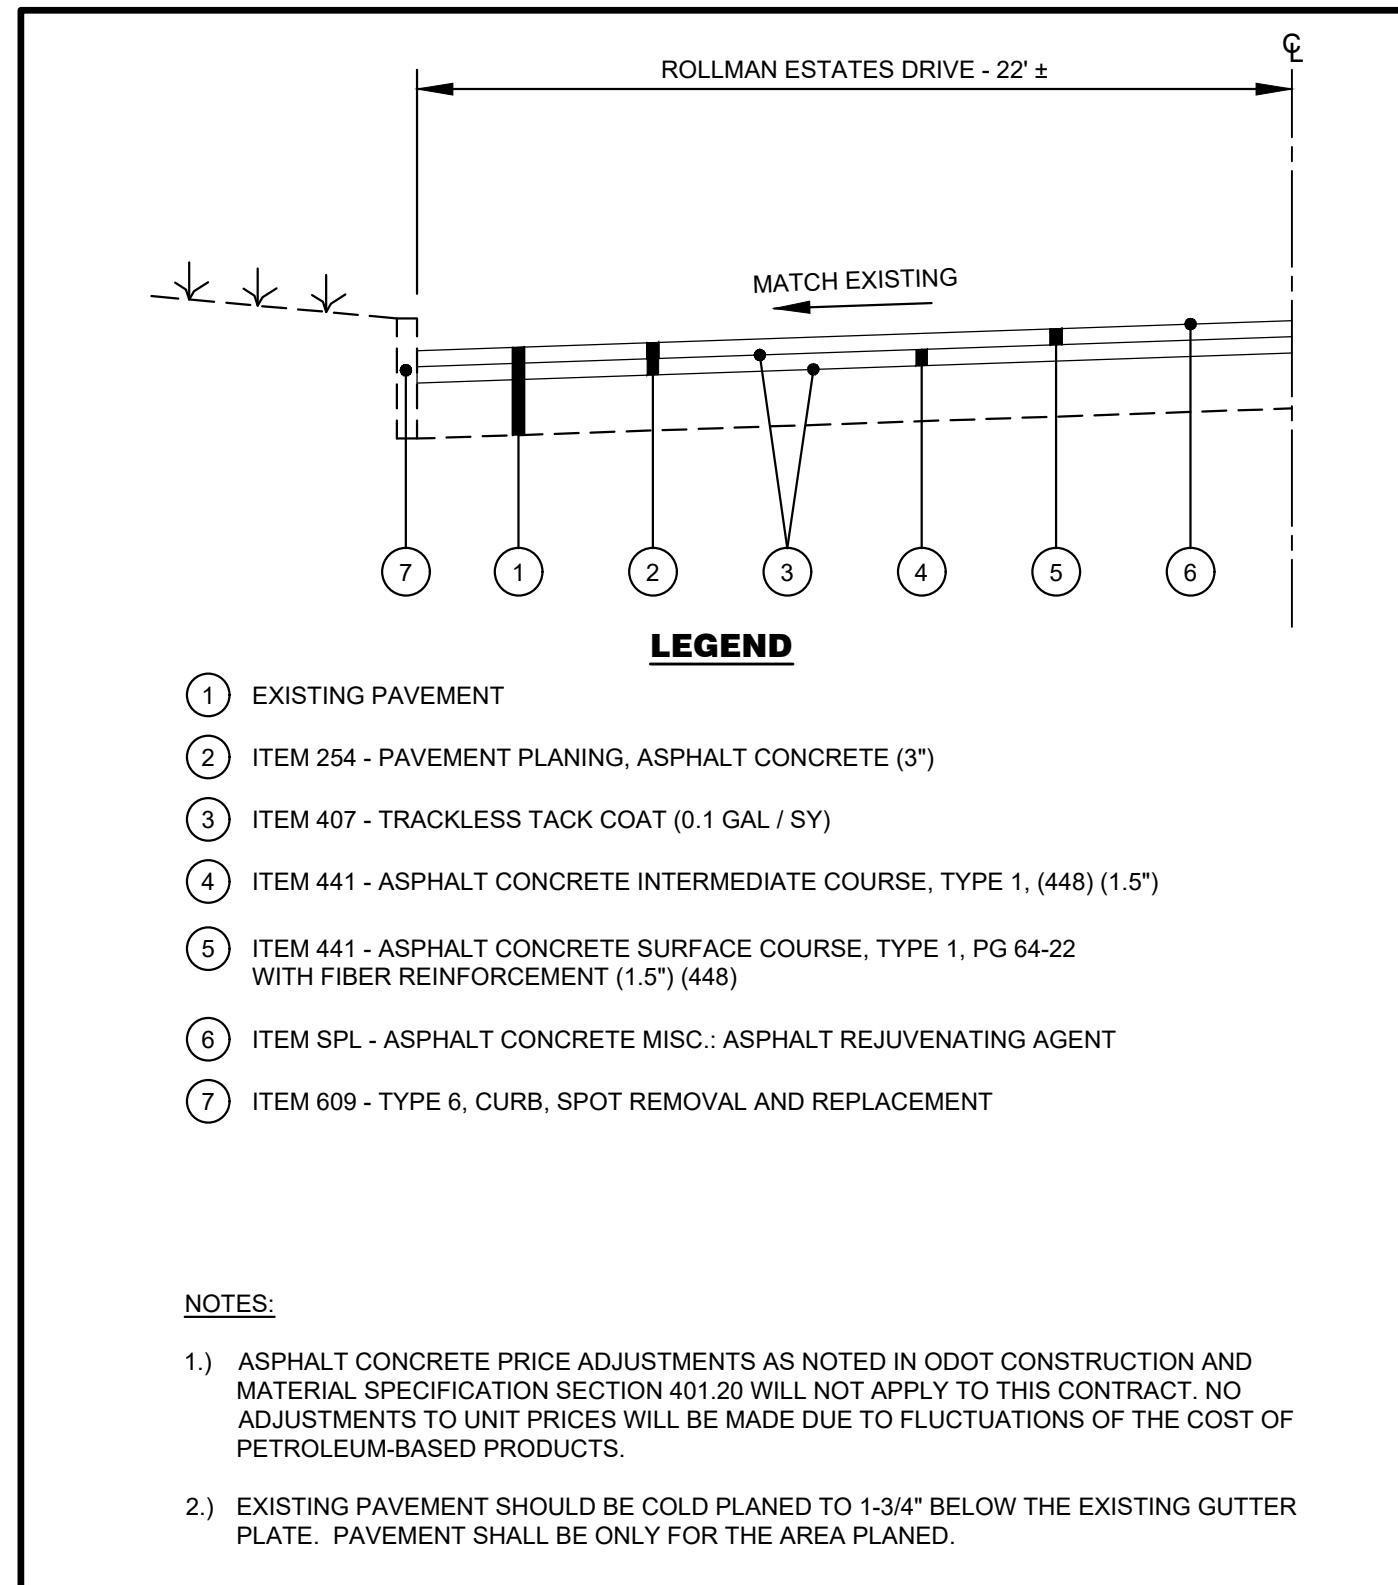 ℄
ROLLMAN ESTATES DRIVE - 22' ±
MATCH EXISTING
7 1 2 3 4 5 6
LEGEND
1 EXISTING PAVEMENT
2 ITEM 254 - PAVEMENT PLANING, ASPHALT CONCRETE (3")
3 ITEM 407 - TRACKLESS TACK COAT (0.1 GAL / SY)
4 ITEM 441 - ASPHALT CONCRETE INTERMEDIATE COURSE, TYPE 1, (448) (1.5")
5 ITEM 441 - ASPHALT CONCRETE SURFACE COURSE, TYPE 1, PG 64-22
WITH FIBER REINFORCEMENT (1.5") (448)
6 ITEM SPL - ASPHALT CONCRETE MISC.: ASPHALT REJUVENATING AGENT
7 ITEM 609 - TYPE 6, CURB, SPOT REMOVAL AND REPLACEMENT
NOTES:
1.) ASPHALT CONCRETE PRICE ADJUSTMENTS AS NOTED IN ODOT CONSTRUCTION AND
MATERIAL SPECIFICATION SECTION 401.20 WILL NOT APPLY TO THIS CONTRACT. NO
ADJUSTMENTS TO UNIT PRICES WILL BE MADE DUE TO FLUCTUATIONS OF THE COST OF
PETROLEUM-BASED PRODUCTS.
2.) EXISTING PAVEMENT SHOULD BE COLD PLANED TO 1-3/4" BELOW THE EXISTING GUTTER
PLATE. PAVEMENT SHALL BE ONLY FOR THE AREA PLANED.